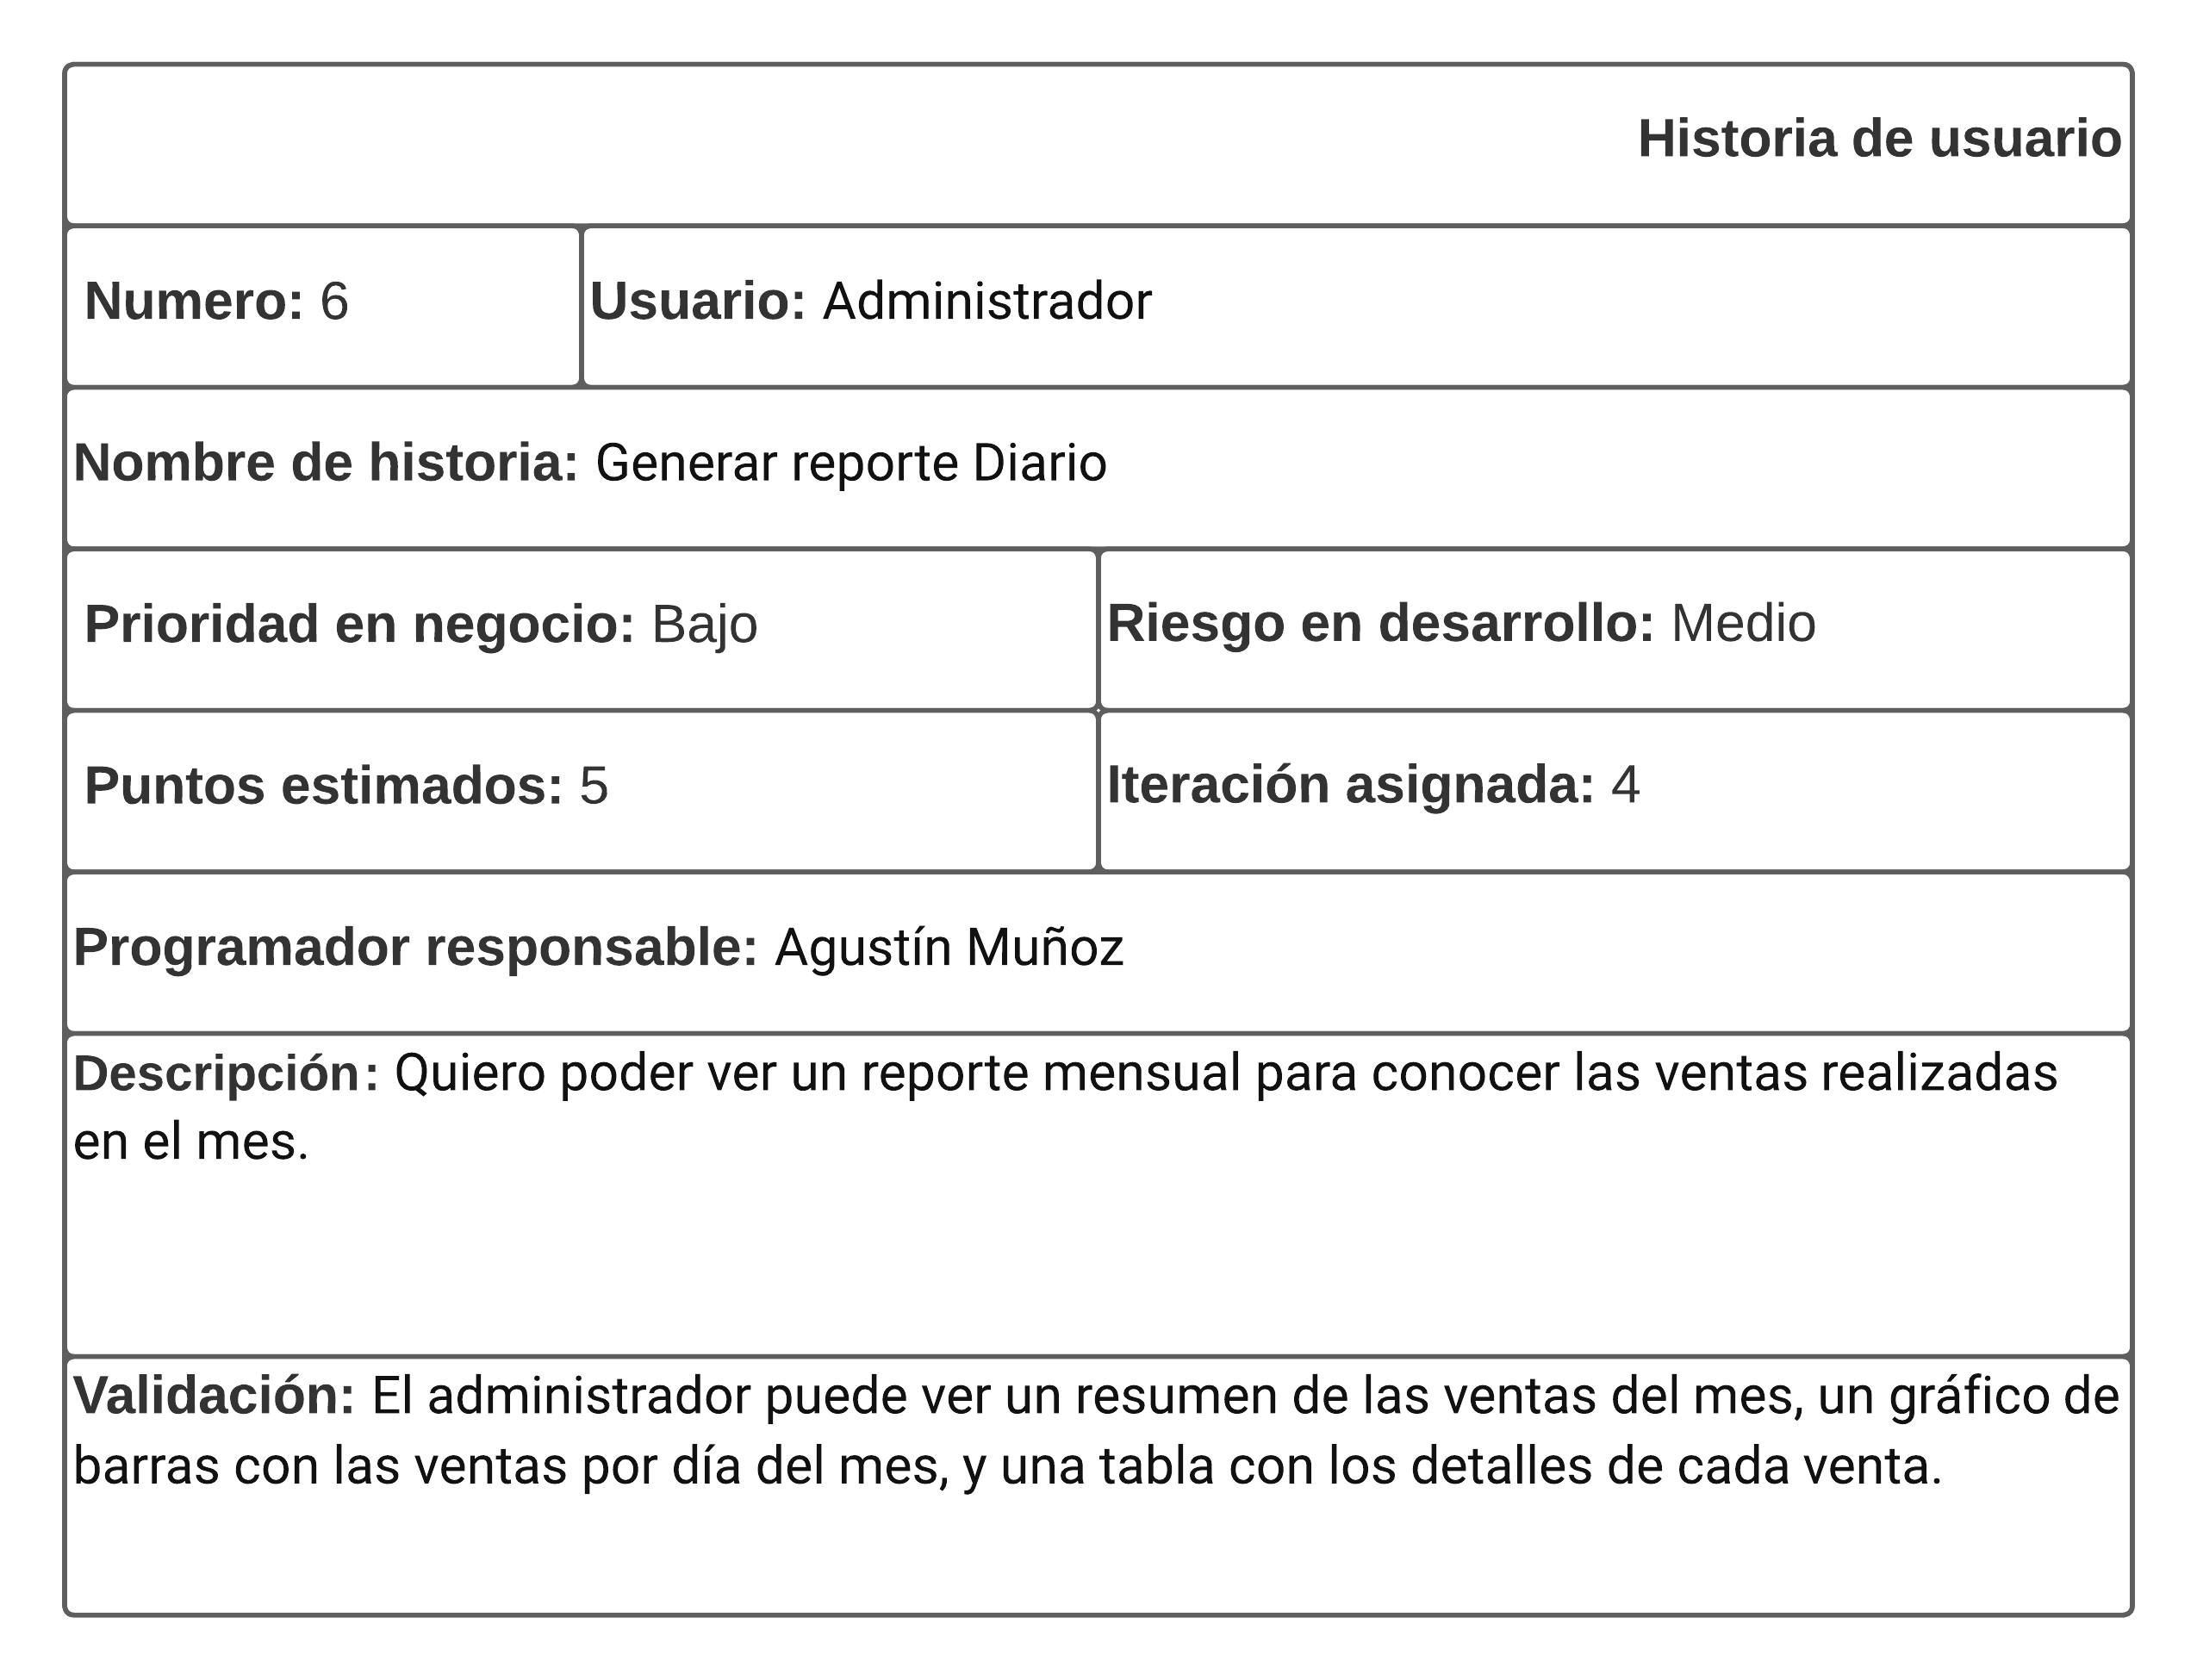 Historia de usuario
Numero: 6
Usuario: Administrador
Nombre de historia: Generar reporte Diario
Prioridad en negocio: Bajo
Riesgo en desarrollo: Medio
Puntos estimados: 5
Iteración asignada: 4
Programador responsable: Agustín Muñoz
Descripción: Quiero poder ver un reporte mensual para conocer las ventas realizadas
en el mes.
Validación: El administrador puede ver un resumen de las ventas del mes, un gráfico de
barras con las ventas por día del mes, y una tabla con los detalles de cada venta.